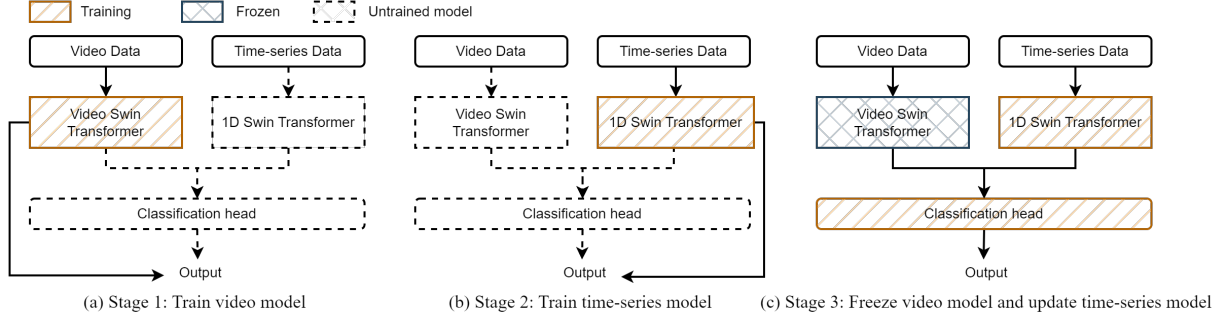 Training
Frozen
Untrained model
Video Data
Time-series Data
Video Swin
Transformer
1D Swin Transformer
Classification head
Output
(a) Stage 1: Train video model
Video Data
Time-series Data
Video Swin
Transformer
1D Swin Transformer
Classification head
Output
(b) Stage 2: Train time-series model
Video Data
Time-series Data
Video Swin
Transformer
1D Swin Transformer
Classification head
Output
(c) Stage 3: Freeze video model and update time-series model